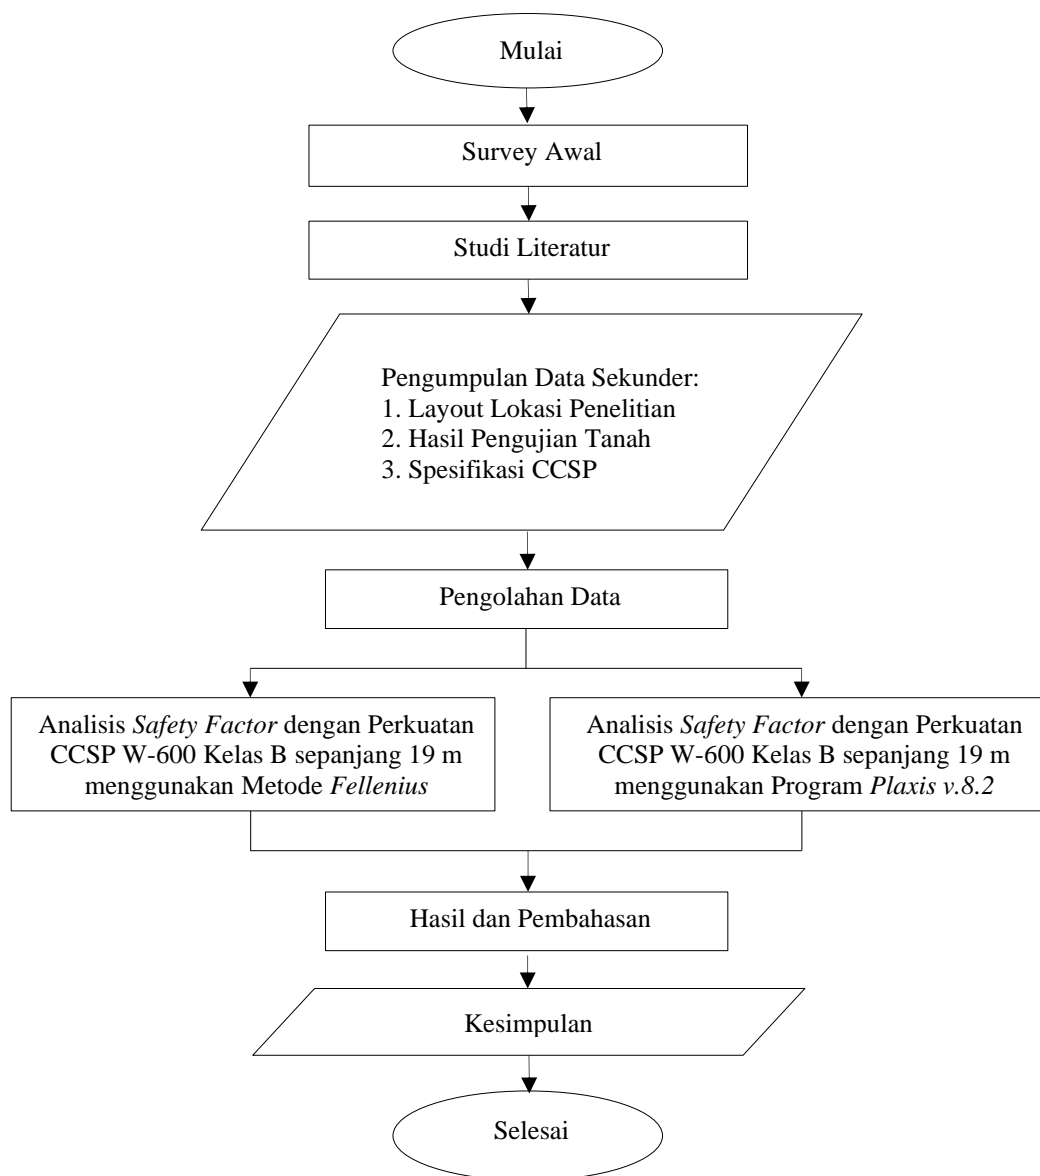 Mulai
Survey Awal
Studi Literatur
Pengumpulan Data Sekunder:
1. Layout Lokasi Penelitian
2. Hasil Pengujian Tanah
3. Spesifikasi CCSP
Pengolahan Data
Analisis Safety Factor dengan Perkuatan
CCSP W-600 Kelas B sepanjang 19 m
menggunakan Metode Fellenius
Analisis Safety Factor dengan Perkuatan
CCSP W-600 Kelas B sepanjang 19 m
menggunakan Program Plaxis v.8.2
Hasil dan Pembahasan
Kesimpulan
Selesai